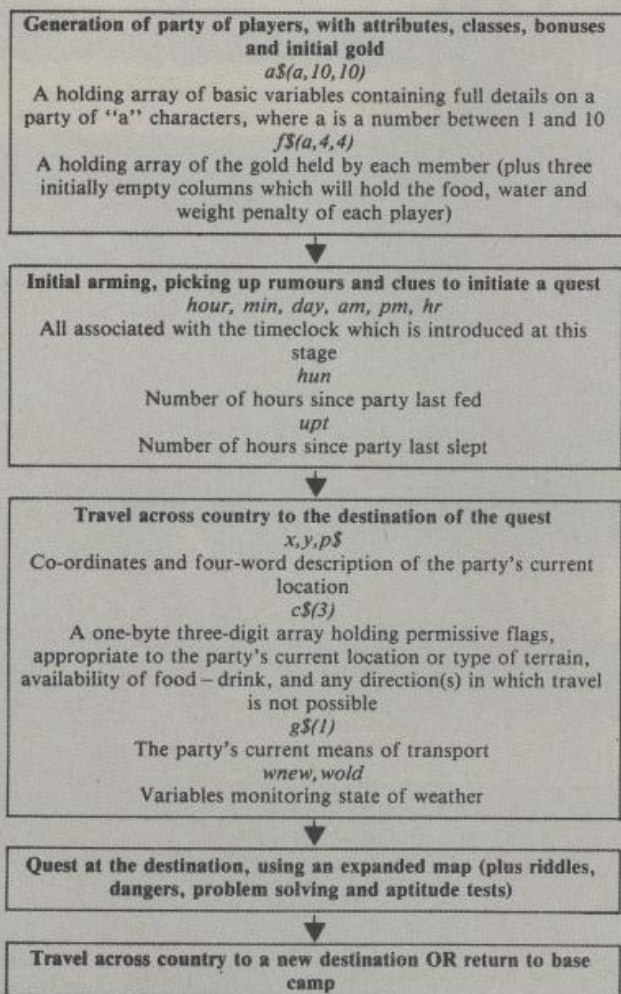 Generation of party of players, with attributes, classes, bonuses
and initial gold
a$(a,10,10)
A holding array of basic variables containing full details on a
party of "a" characters, where a is a number between 1 and 10
f$(a,4,4)
A holding array of the gold held by each member (plus three
initially empty columns which will hold the food, water and
weight penalty of each player)
Initial arming, picking up rumours and clues to initiate a quest
hour, min, day, am, pm, hr
All associated with the timeclock which is introduced at this
stage
hun
Number of hours since party last fed
upt
Number of hours since party last slept
Travel across country to the destination of the quest
x,y,p$
Co-ordinates and four-word description of the party's current
location
c$(3)
A one-byte three-digit array holding permissive flags,
appropriate to the party's current location or type of terrain,
availability of food – drink, and any direction(s) in which travel
is not possible
g$(1)
The party's current means of transport
wnew,wold
Variables monitoring state of weather
Quest at the destination, using an expanded map (plus riddles,
dangers, problem solving and aptitude tests)
Travel across country to a new destination OR return to base
camp